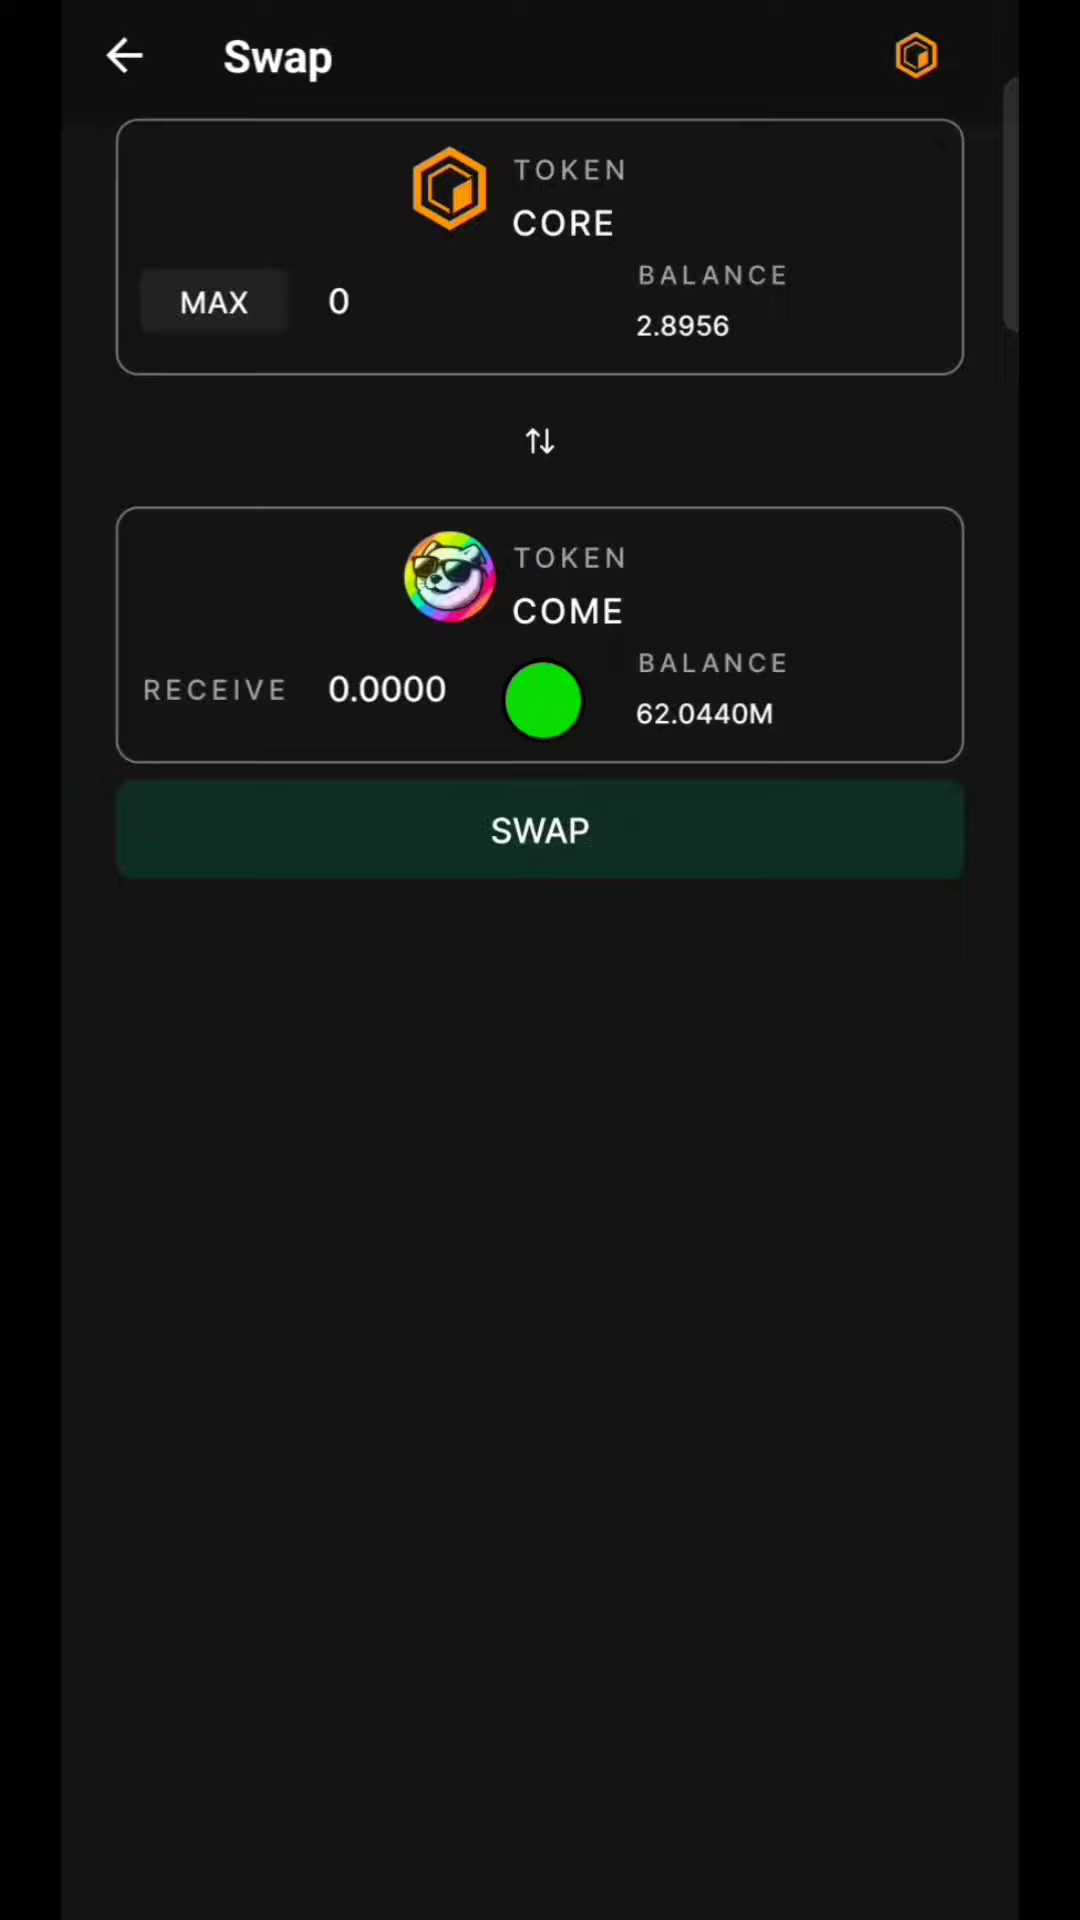 Swap
TOKEN
CORE
BALANCE
MAX 0
2.8956
TOKEN
COME
BALANCE
RECEIVE 0.0000
62.0440M
SWAP